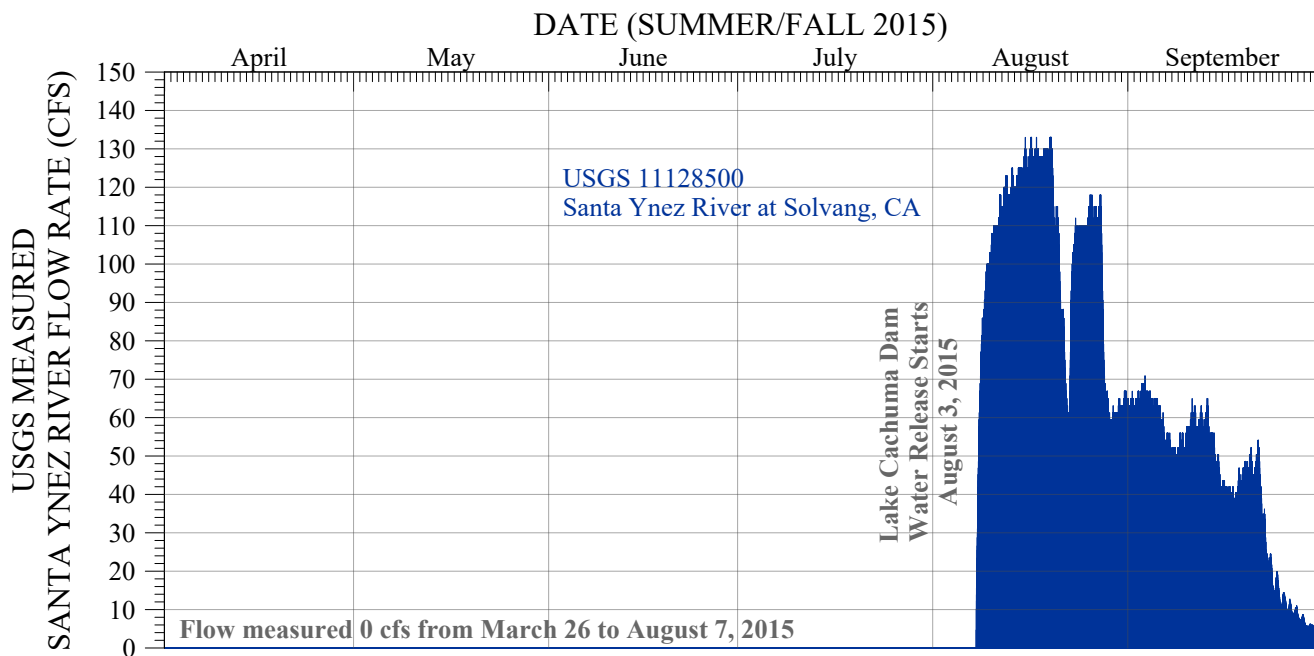 DATE (SUMMER/FALL 2015)
April May June July August September
USGS MEASURED
SANTA YNEZ RIVER FLOW RATE (CFS)
150
140
130
120
110
100
90
80
70
60
50
40
30
20
10
0
USGS 11128500
Santa Ynez River at Solvang, CA
Lake Cachuma Dam
Water Release Starts
August 3, 2015
Flow measured 0 cfs from March 26 to August 7, 2015